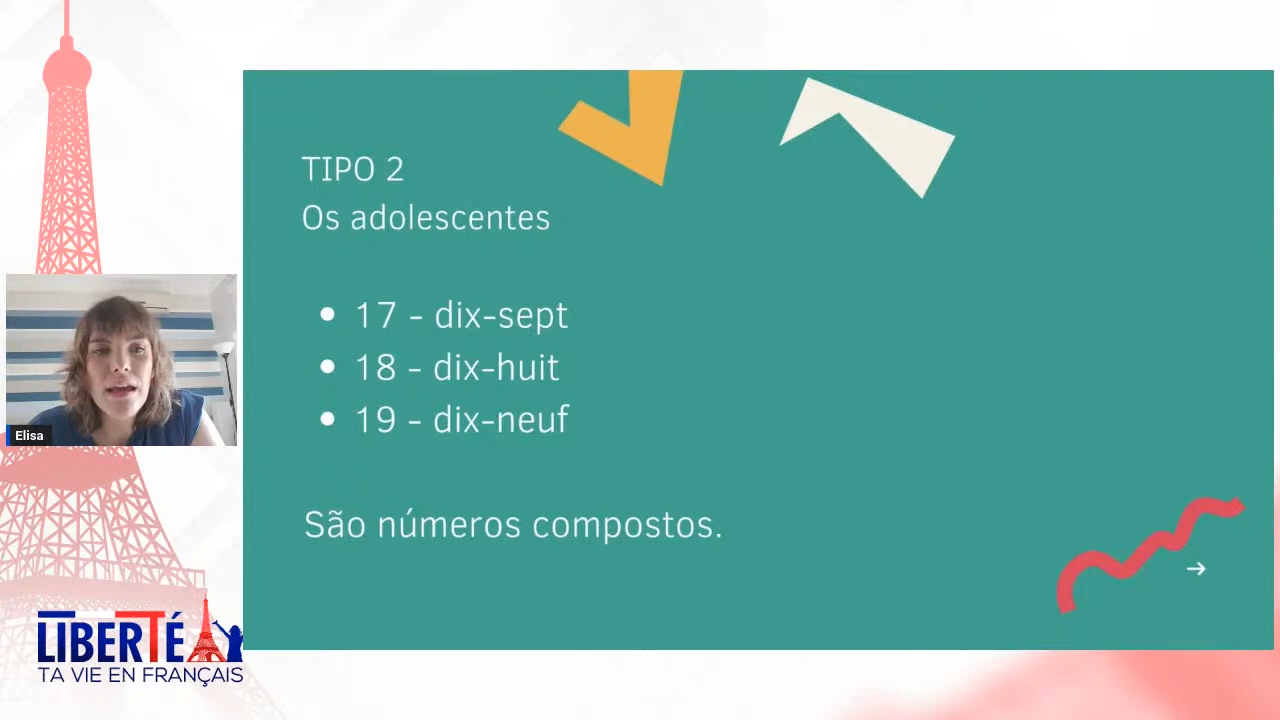 TIPO 2
Os adolescentes
17 - dix-sept
18 - dix-huit
19 - dix-neuf
São números compostos.
Elisa
LIBERTÉ
TA VIE EN FRANÇAIS